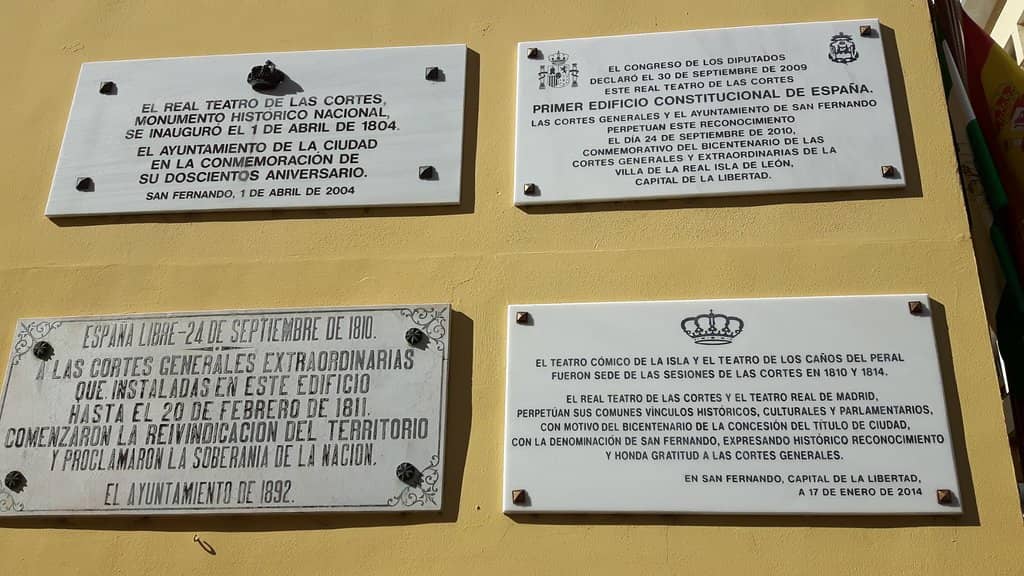 EL REAL TEATRO DE LAS CORTES,
MONUMENTO HISTÓRICO NACIONAL,
SE INAUGURÓ EL 1 DE ABRIL DE 1804.
EL AYUNTAMIENTO DE LA CIUDAD
EN LA CONMEMORACIÓN DE
SU DOSCIENTOS ANIVERSARIO.
SAN FERNANDO, 1 DE ABRIL DE 2004
EL CONGRESO DE LOS DIPUTADOS
DECLARÓ EL 30 DE SEPTIEMBRE DE 2009
ESTE REAL TEATRO DE LAS CORTES
PRIMER EDIFICIO CONSTITUCIONAL DE ESPAÑA.
LAS CORTES GENERALES Y EL AYUNTAMIENTO DE SAN FERNANDO
PERPETUAN ESTE RECONOCIMIENTO
EL DÍA 24 DE SEPTIEMBRE DE 2010,
CONMEMORATIVO DEL BICENTENARIO DE LAS
CORTES GENERALES Y EXTRAORDINARIAS DE LA
VILLA DE LA REAL ISLA DE LEÓN,
CAPITAL DE LA LIBERTAD.
ESPAÑA LIBRE-24 DE SEPTIEMBRE DE 1810.
A LAS CORTES GENERALES EXTRAORDINARIAS
QUE INSTALADAS EN ESTE EDIFICIO
HASTA EL 20 DE FEBRERO DE 1811.
COMENZARON LA REIVINDICACION DEL TERRITORIO
Y PROCLAMARON LA SOBERANIA DE LA NACION.
EL AYUNTAMIENTO DE 1892.
EL TEATRO CÓMICO DE LA ISLA Y EL TEATRO DE LOS CAÑOS DEL PERAL
FUERON SEDE DE LAS SESIONES DE LAS CORTES EN 1810 Y 1814.
EL REAL TEATRO DE LAS CORTES Y EL TEATRO REAL DE MADRID,
PERPETÚAN SUS COMUNES VÍNCULOS HISTÓRICOS, CULTURALES Y PARLAMENTARIOS,
CON MOTIVO DEL BICENTENARIO DE LA CONCESIÓN DEL TÍTULO DE CIUDAD,
CON LA DENOMINACIÓN DE SAN FERNANDO, EXPRESANDO HISTÓRICO RECONOCIMIENTO
Y HONDA GRATITUD A LAS CORTES GENERALES.
EN SAN FERNANDO, CAPITAL DE LA LIBERTAD,
A 17 DE ENERO DE 2014